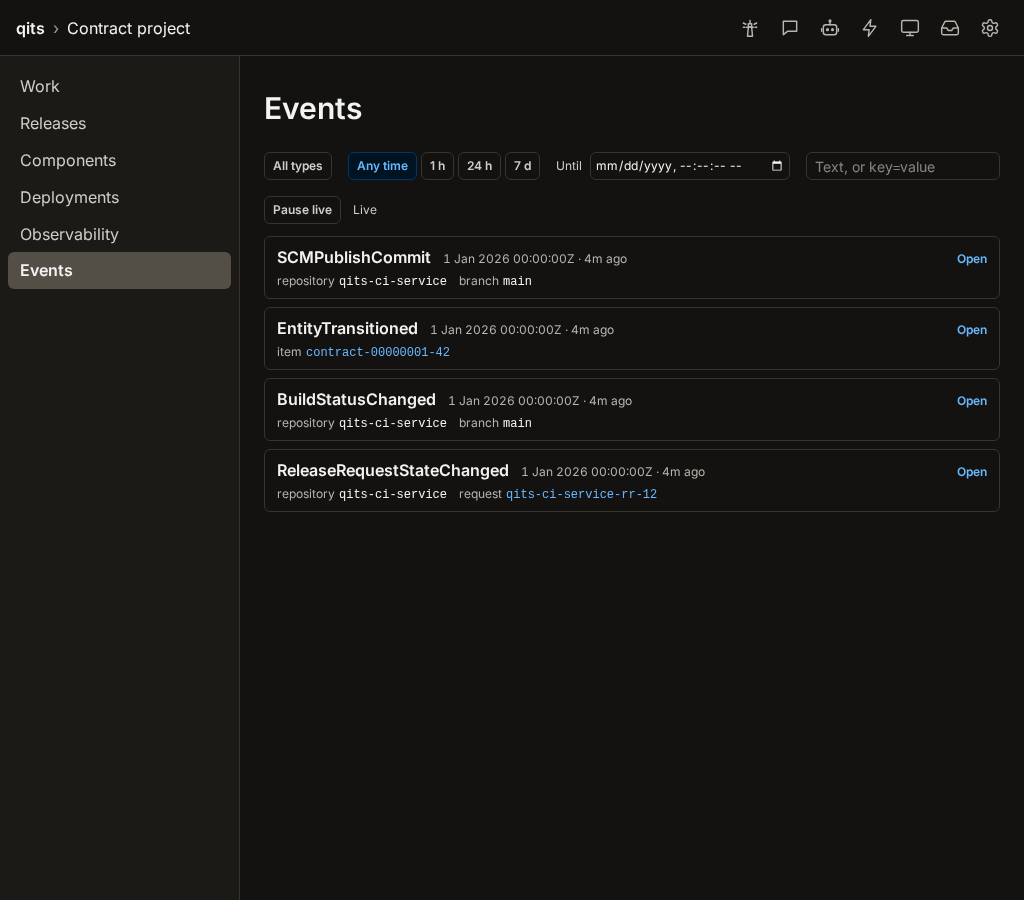 qits › Contract project
Work
Releases
Components
Deployments
Observability
Events
Events
All types Any time 1 h 24 h 7 d Until mm/dd/yyyy, --:--:-- -- Text, or key=value
Pause live Live
SCMPublishCommit 1 Jan 2026 00:00:00Z · 4m ago Open
repository qits-ci-service branch main
EntityTransitioned 1 Jan 2026 00:00:00Z · 4m ago Open
item contract-00000001-42
BuildStatusChanged 1 Jan 2026 00:00:00Z · 4m ago Open
repository qits-ci-service branch main
ReleaseRequestStateChanged 1 Jan 2026 00:00:00Z · 4m ago Open
repository qits-ci-service request qits-ci-service-rr-12